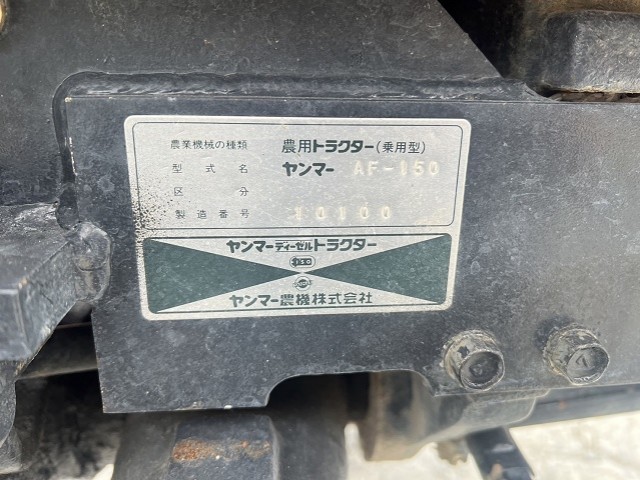 農業機械の種類 農用トラクター(乗用型)
型式名 ヤンマー AF-150
区分
製造番号 10100
ヤンマーディーゼルトラクター
ヤンマー農機株式会社